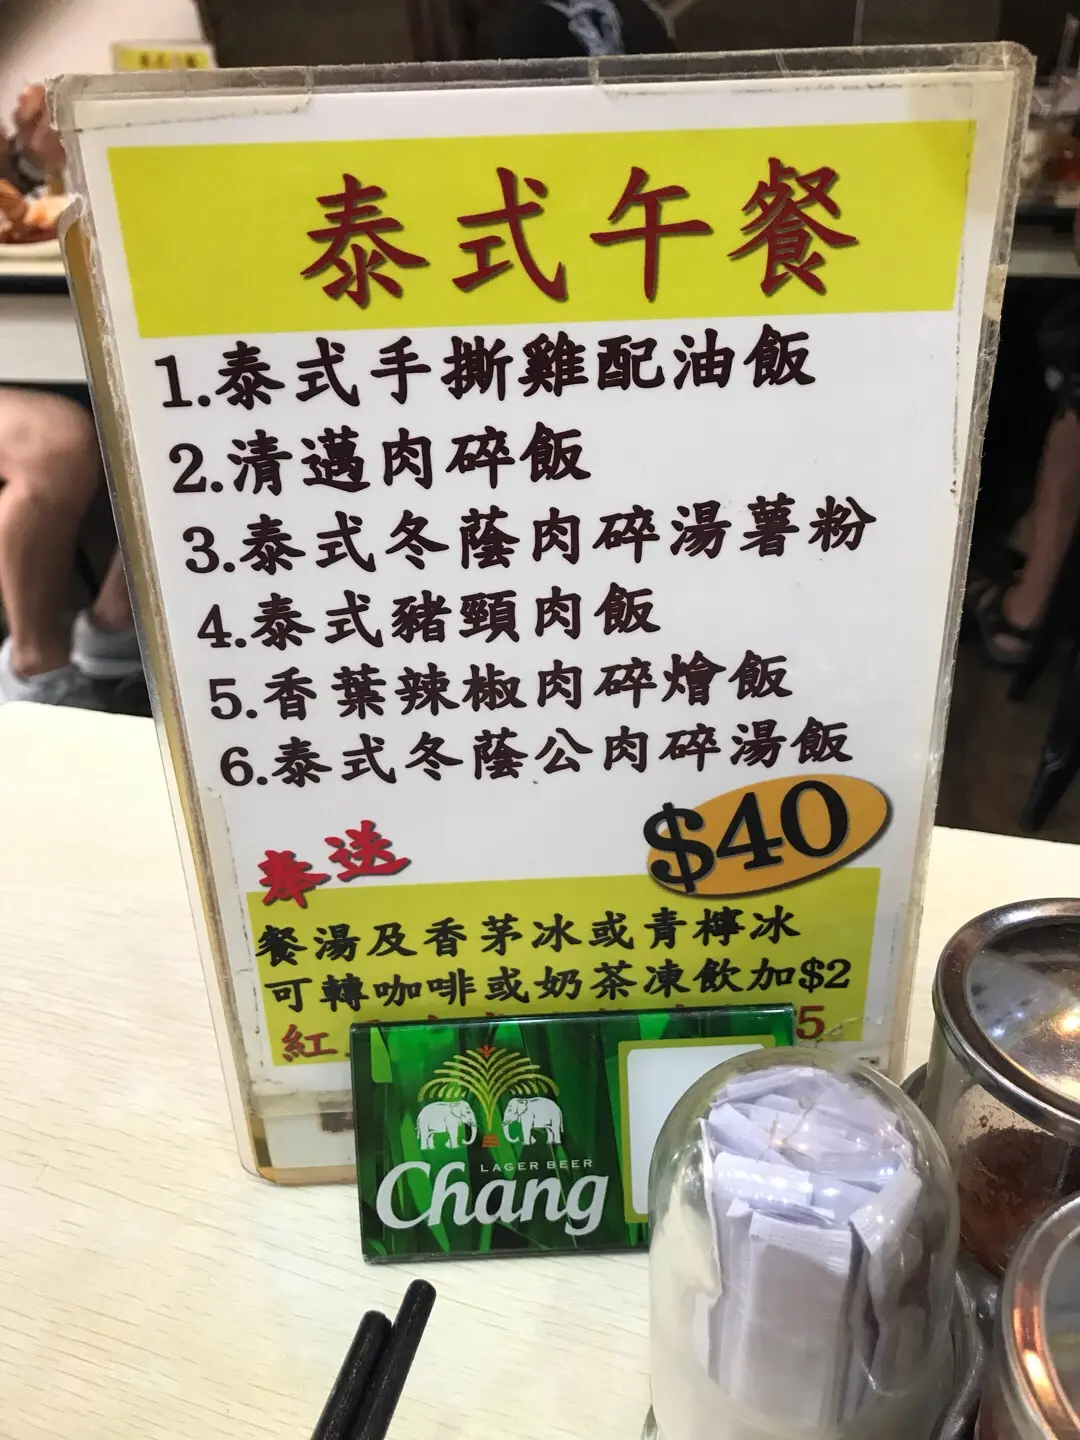 泰式午餐
1.泰式手撕雞配油飯
2.清邁肉碎飯
3.泰式冬蔭肉碎湯薯粉
4.泰式豬頸肉飯
5.香葉辣椒肉碎燴飯
6.泰式冬蔭公肉碎湯飯
$40
奉送
餐湯及香茅冰或青檸冰
可轉咖啡或奶茶凍飲加$2
紅
5
LAGER BEER
Chang